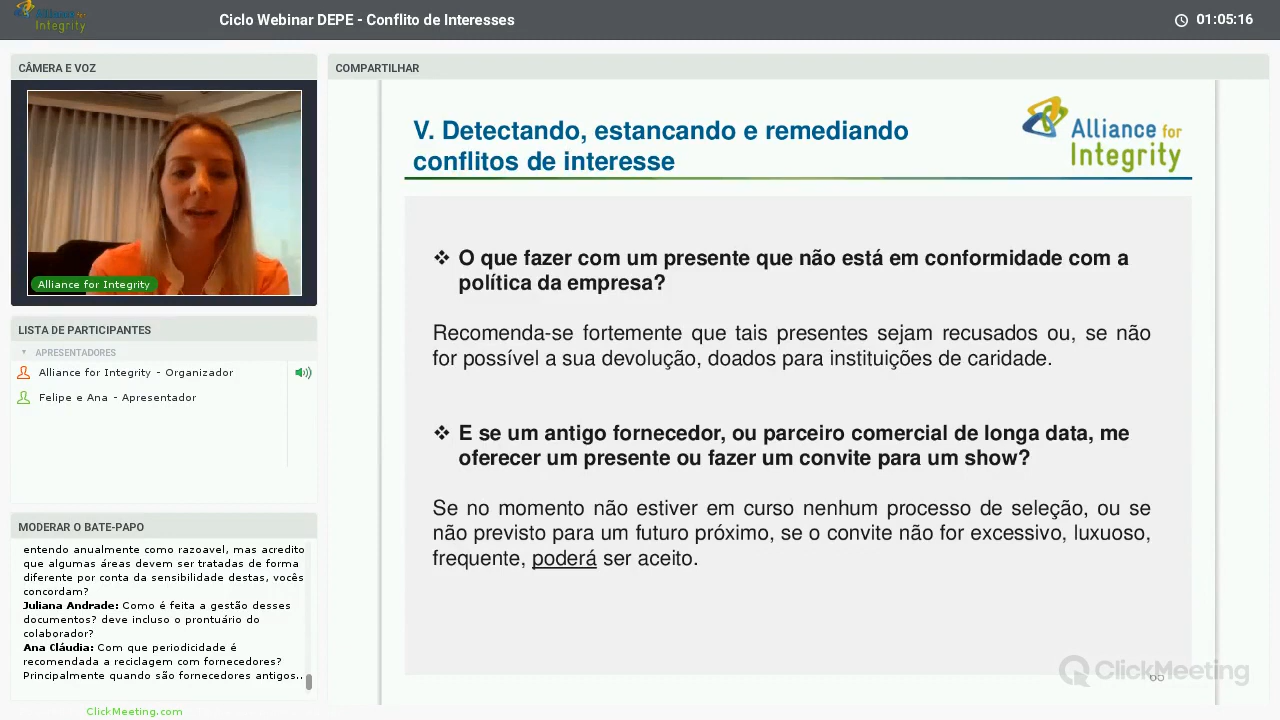 Alliance for
Integrity
Ciclo Webinar DEPE - Conflito de Interesses
01:05:16
CÂMERA E VOZ
Alliance for Integrity
LISTA DE PARTICIPANTES
APRESENTADORES
Alliance for Integrity - Organizador
Felipe e Ana - Apresentador
MODERAR O BATE-PAPO
entendo anualmente como razoavel, mas acredito
que algumas áreas devem ser tratadas de forma
diferente por conta da sensibilidade destas, vocês
concordam?
Juliana Andrade: Como é feita a gestão desses
documentos? deve incluso o prontuário do
colaborador?
Ana Cláudia: Com que periodicidade é
recomendada a reciclagem com fornecedores?
Principalmente quando são fornecedores antigos..
ClickMeeting.com
COMPARTILHAR
V. Detectando, estancando e remediando
conflitos de interesse
Alliance for
Integrity
❖ O que fazer com um presente que não está em conformidade com a
política da empresa?
Recomenda-se fortemente que tais presentes sejam recusados ou, se não
for possível a sua devolução, doados para instituições de caridade.
❖ E se um antigo fornecedor, ou parceiro comercial de longa data, me
oferecer um presente ou fazer um convite para um show?
Se no momento não estiver em curso nenhum processo de seleção, ou se
não previsto para um futuro próximo, se o convite não for excessivo, luxuoso,
frequente, poderá ser aceito.
ClickMeeting